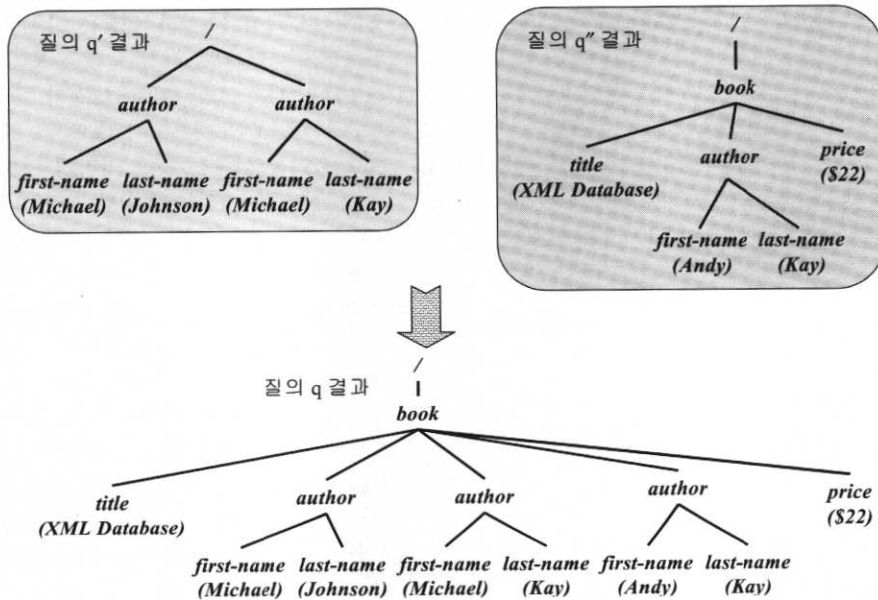 질의 q′ 결과
/
author author
first-name last-name first-name last-name
(Michael) (Johnson) (Michael) (Kay)
질의 q″ 결과
/
book
title author price
(XML Database) ($22)
first-name last-name
(Andy) (Kay)
/
질의 q 결과
book
title author author author price
(XML Database) ($22)
first-name last-name first-name last-name first-name last-name
(Michael) (Johnson) (Michael) (Kay) (Andy) (Kay)